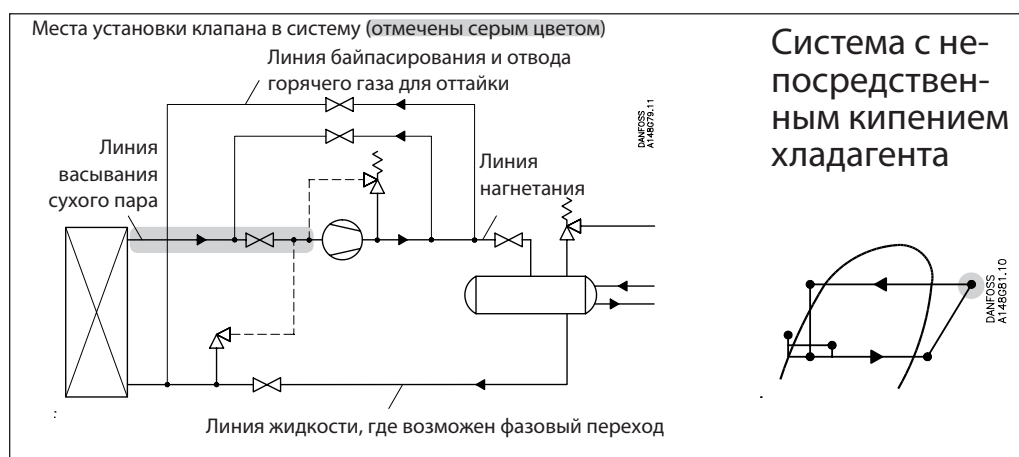 Места установки клапана в систему (отмечены серым цветом)
Линия байпасирования и отвода
горячего газа для оттайки
DANFOSS
A148G79.11
Линия
васывания
сухого пара
Линия
нагнетания
Линия жидкости, где возможен фазовый переход
Система с не-
посредствен-
ным кипением
хладагента
DANFOSS
A148G81.10